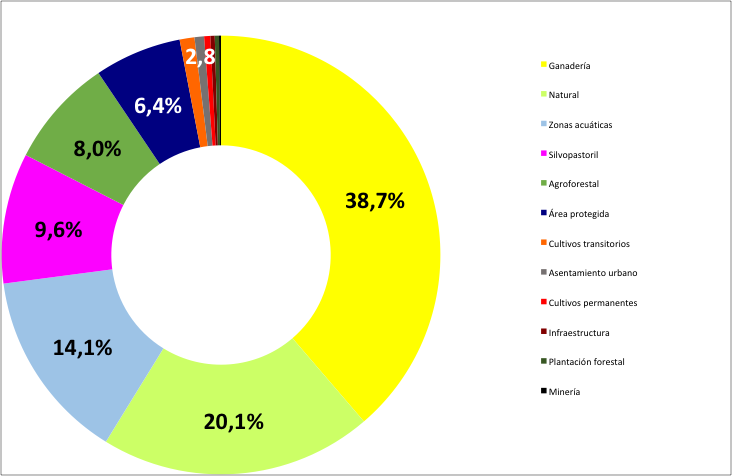 2,8
6,4%
8,0%
38,7%
9,6%
14,1%
20,1%
Ganadería
Natural
Zonas acuáticas
Silvopastoril
Agroforestal
Área protegida
Cultivos transitorios
Asentamiento urbano
Cultivos permanentes
Infraestructura
Plantación forestal
Minería